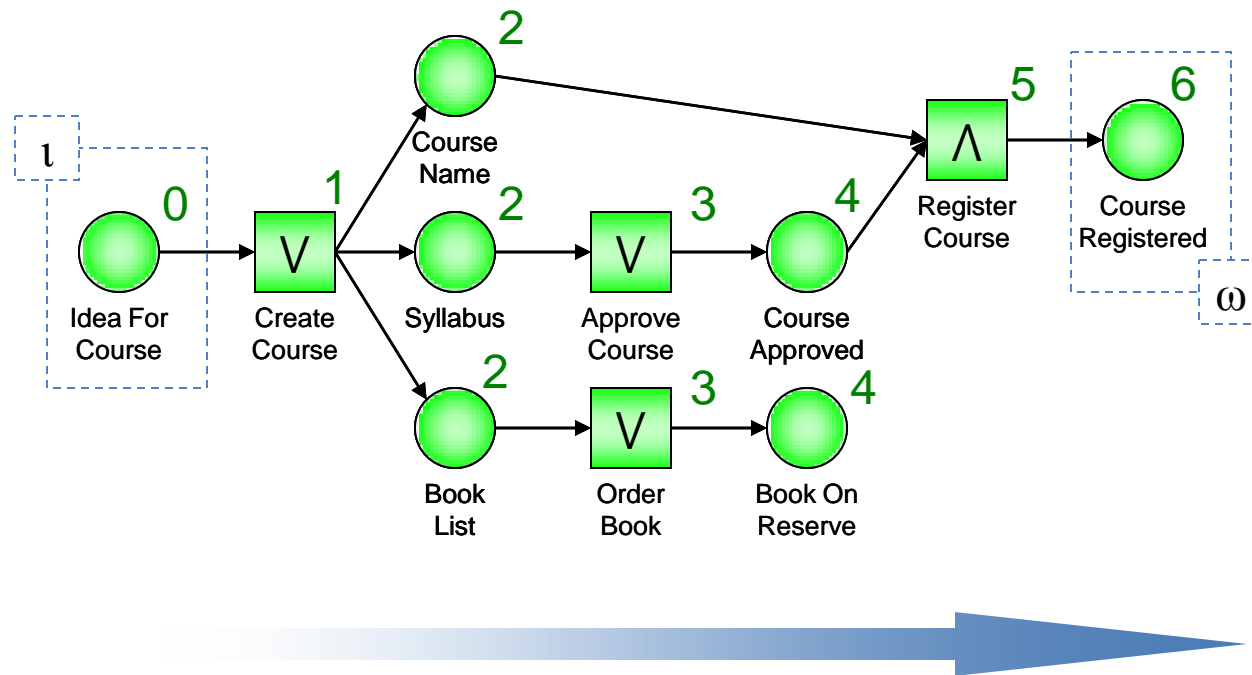 2
5
6
Λ
ι
Course
Name
Register
Course
Course
Registered
0
1
2
3
4
V
V
ω
Idea For
Course
Create
Course
Syllabus
Approve
Course
Course
Approved
2
3
4
V
Book
List
Order
Book
Book On
Reserve